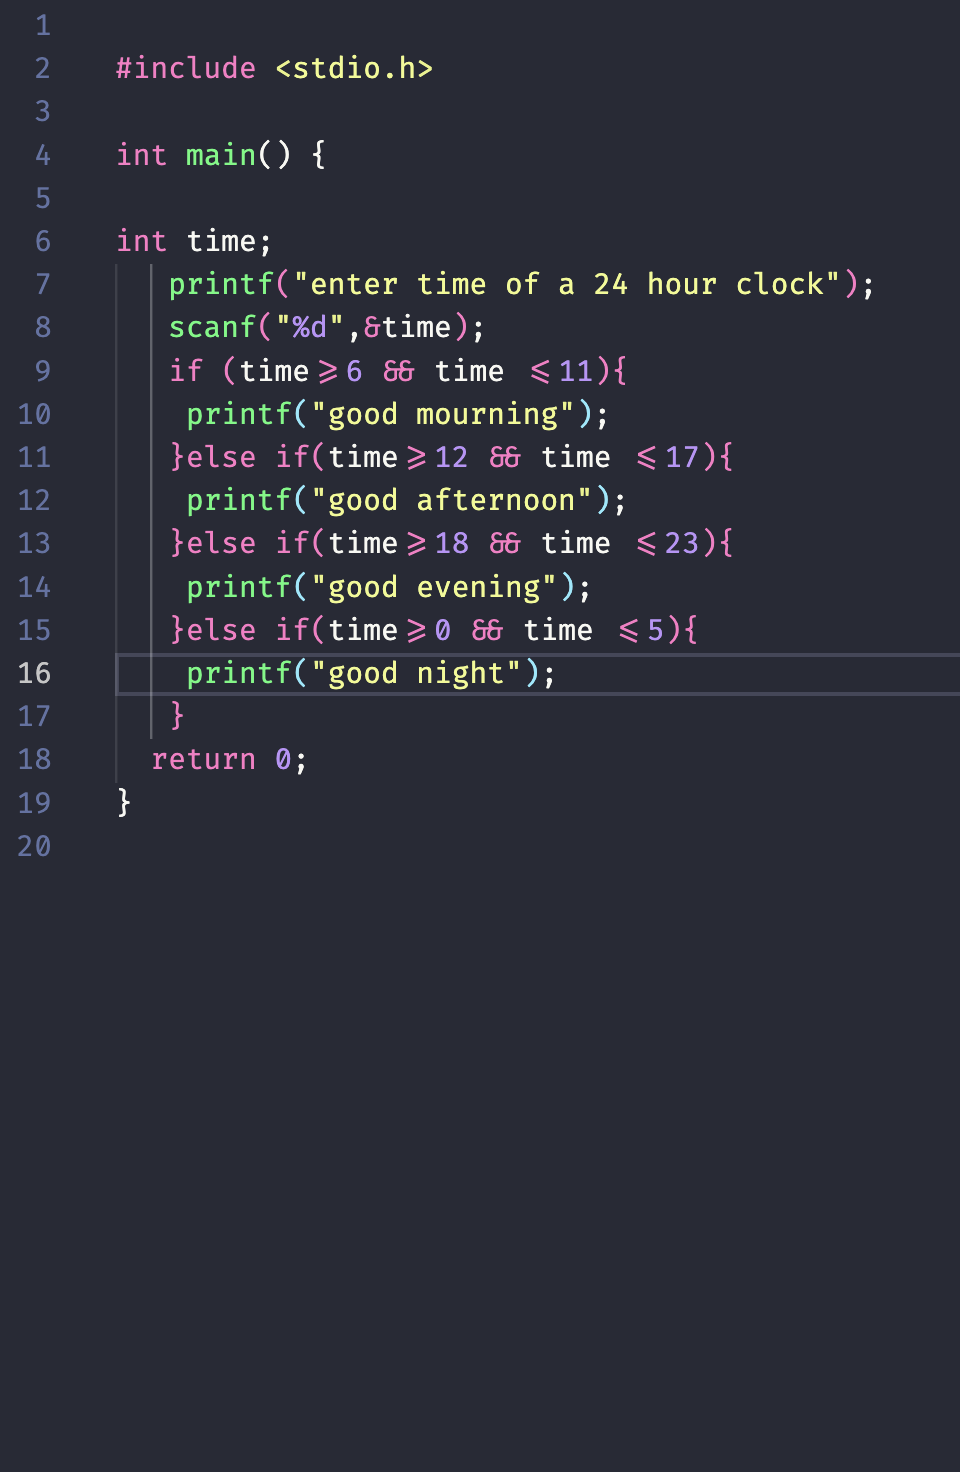 1
2 #include <stdio.h>
3
4 int main() {
5
6 int time;
7 printf("enter time of a 24 hour clock");
8 scanf("%d",&time);
9 if (time>=6 && time <=11){
10 printf("good mourning");
11 }else if(time>=12 && time <=17){
12 printf("good afternoon");
13 }else if(time>=18 && time <=23){
14 printf("good evening");
15 }else if(time>=0 && time <=5){
16 printf("good night");
17 }
18 return 0;
19 }
20